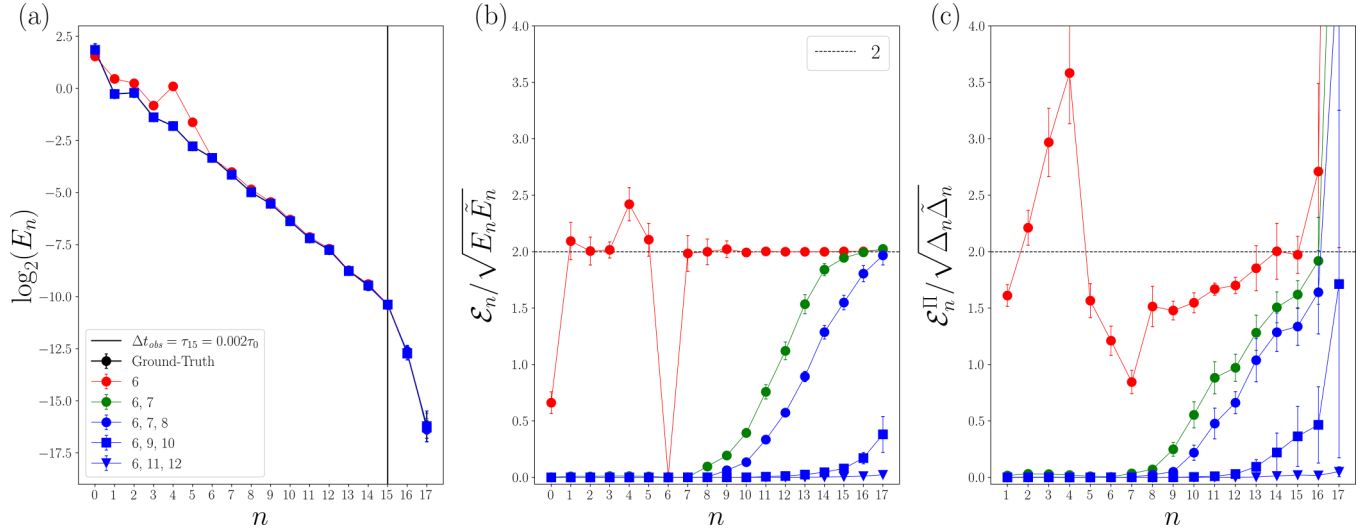 (a)
log₂(Eₙ)
2.5
0.0
−2.5
−5.0
−7.5
−10.0
−12.5
−15.0
−17.5
Δt_obs = τ₁₅ = 0.002τ₀
Ground-Truth
6
6, 7
6, 7, 8
6, 9, 10
6, 11, 12
0 1 2 3 4 5 6 7 8 9 10 11 12 13 14 15 16 17
n
(b)
ℰₙ/√(EₙẼₙ)
4.0
3.5
3.0
2.5
2.0
1.5
1.0
0.5
0.0
2
0 1 2 3 4 5 6 7 8 9 10 11 12 13 14 15 16 17
n
(c)
ℰₙ^Π/√(ΔₙΔ̃ₙ)
4.0
3.5
3.0
2.5
2.0
1.5
1.0
0.5
0.0
1 2 3 4 5 6 7 8 9 10 11 12 13 14 15 16 17
n